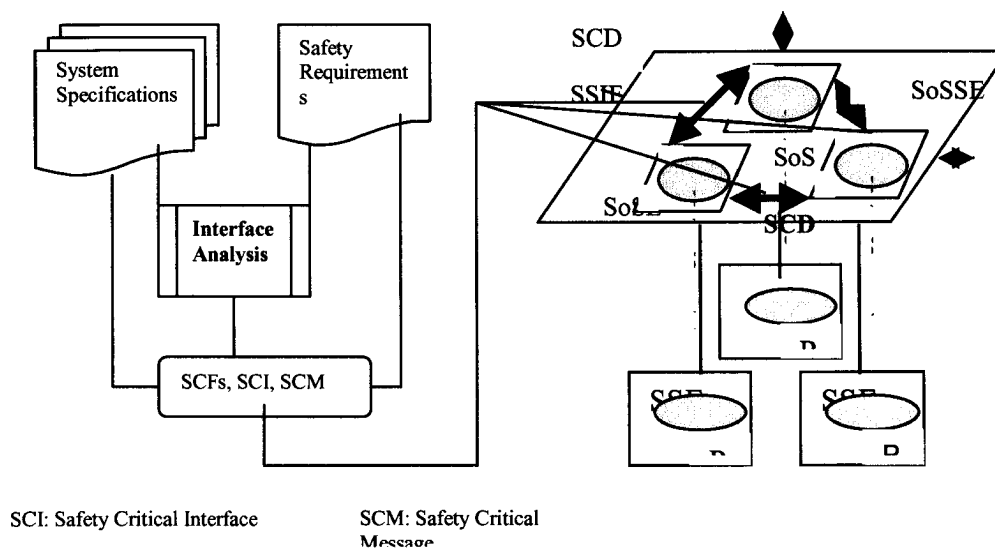 System
Specifications
Safety
Requirement
s
Interface
Analysis
SCFs, SCI, SCM
SCD
SSIE
SoSSE
SoS
SCD
SCI: Safety Critical Interface
SCM: Safety Critical
Message